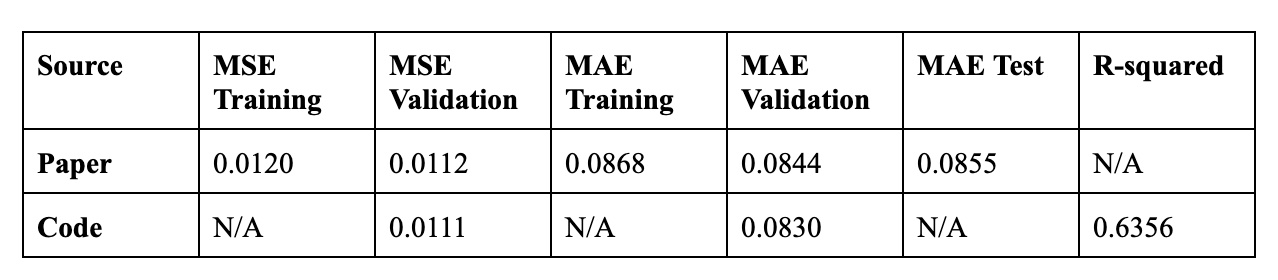 Source MSE Training MSE Validation MAE Training MAE Validation MAE Test R-squared
Paper 0.0120 0.0112 0.0868 0.0844 0.0855 N/A
Code N/A 0.0111 N/A 0.0830 N/A 0.6356